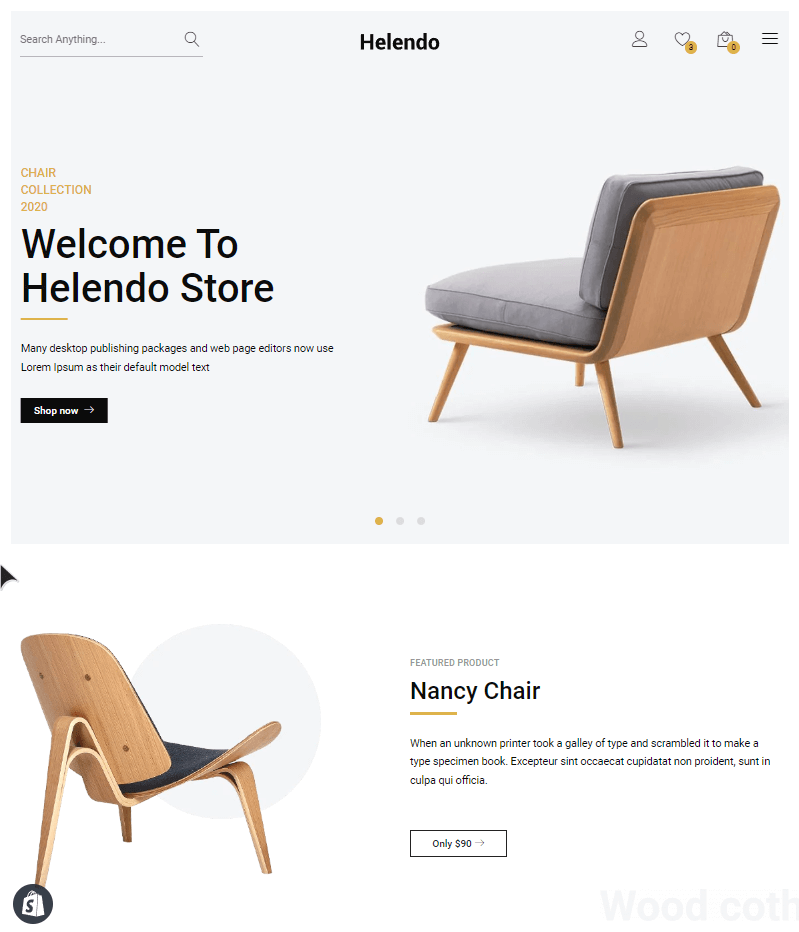 Search Anything...
Helendo
3
0
CHAIR
COLLECTION
2020
Welcome To
Helendo Store
Many desktop publishing packages and web page editors now use
Lorem Ipsum as their default model text
Shop now
FEATURED PRODUCT
Nancy Chair
When an unknown printer took a galley of type and scrambled it to make a
type specimen book. Excepteur sint occaecat cupidatat non proident, sunt in
culpa qui officia.
Only $90
S
Wood coth